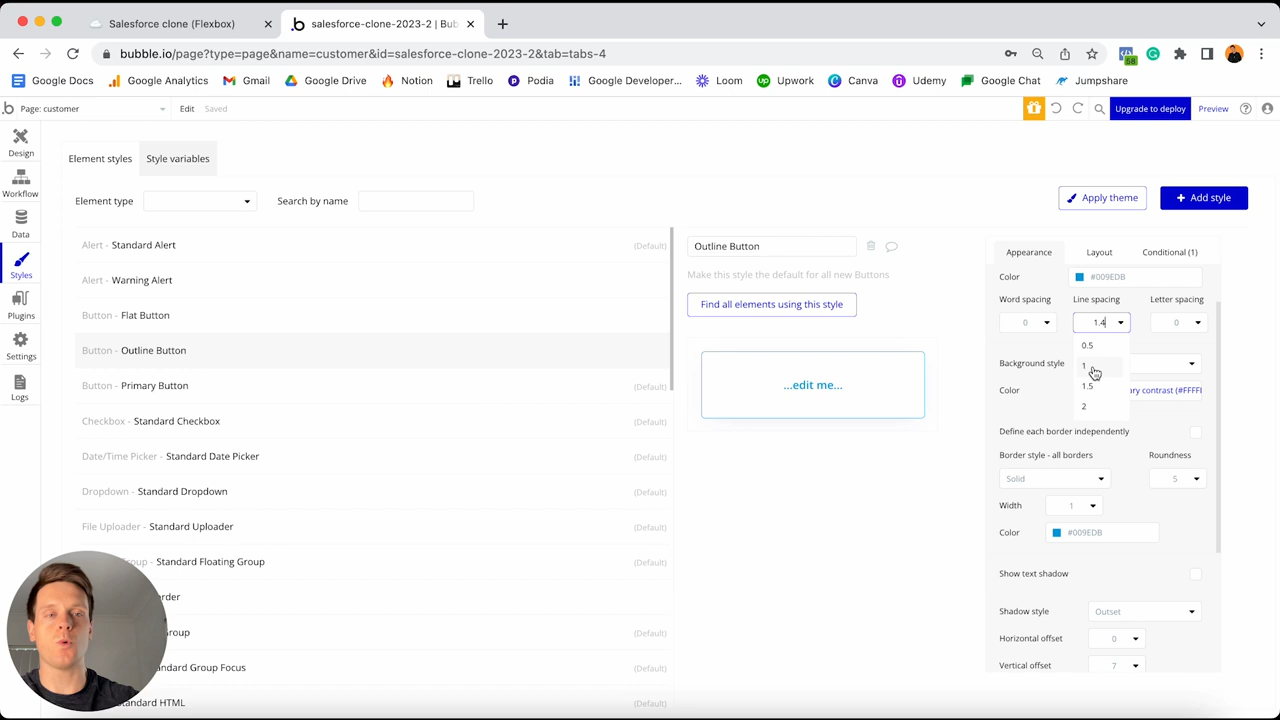 Salesforce clone (Flexbox)
salesforce-clone-2023-2 | Bub
bubble.io/page?type=page&name=customer&id=salesforce-clone-2023-2&tab=tabs-4
58
Google Docs
Google Analytics
Gmail
Google Drive
Notion
Trello
Podia
Google Developer...
Loom
Upwork
Canva
Udemy
Google Chat
Jumpshare
Page: customer
Edit
Saved
Upgrade to deploy
Preview
Design
Workflow
Data
Styles
Plugins
Settings
Logs
Element styles
Style variables
Element type
Search by name
Apply theme
+ Add style
Alert - Standard Alert (Default)
Alert - Warning Alert
Button - Flat Button
Button - Outline Button
Button - Primary Button (Default)
Checkbox - Standard Checkbox (Default)
Date/Time Picker - Standard Date Picker (Default)
Dropdown - Standard Dropdown (Default)
File Uploader - Standard Uploader (Default)
Group - Standard Floating Group (Default)
(Default)
Standard Group Focus (Default)
Standard HTML (Default)
Outline Button
Make this style the default for all new Buttons
Find all elements using this style
...edit me...
Appearance
Layout
Conditional (1)
Color
#009EDB
Word spacing
Line spacing
Letter spacing
0
1.4
0
0.5
1
1.5
2
Background style
Color
ry contrast (#FFFF
Define each border independently
Border style - all borders
Roundness
Solid
5
Width
1
Color
#009EDB
Show text shadow
Shadow style
Outset
Horizontal offset
0
Vertical offset
7